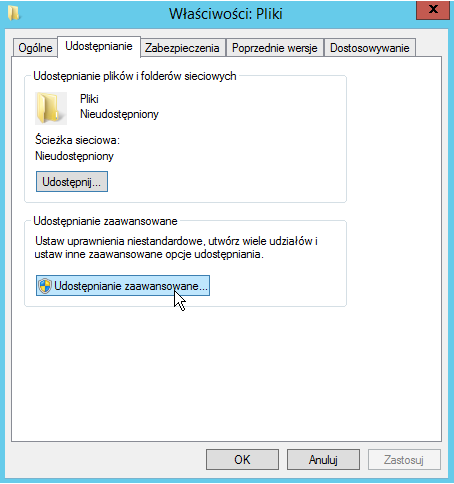 Właściwości: Pliki
x
Ogólne Udostępnianie Zabezpieczenia Poprzednie wersje Dostosowywanie
Udostępnianie plików i folderów sieciowych
Pliki
Nieudostępniony
Ścieżka sieciowa:
Nieudostępniony
Udostępnij...
Udostępnianie zaawansowane
Ustaw uprawnienia niestandardowe, utwórz wiele udziałów i
ustaw inne zaawansowane opcje udostępniania.
Udostępnianie zaawansowane...
OK Anuluj Zastosuj